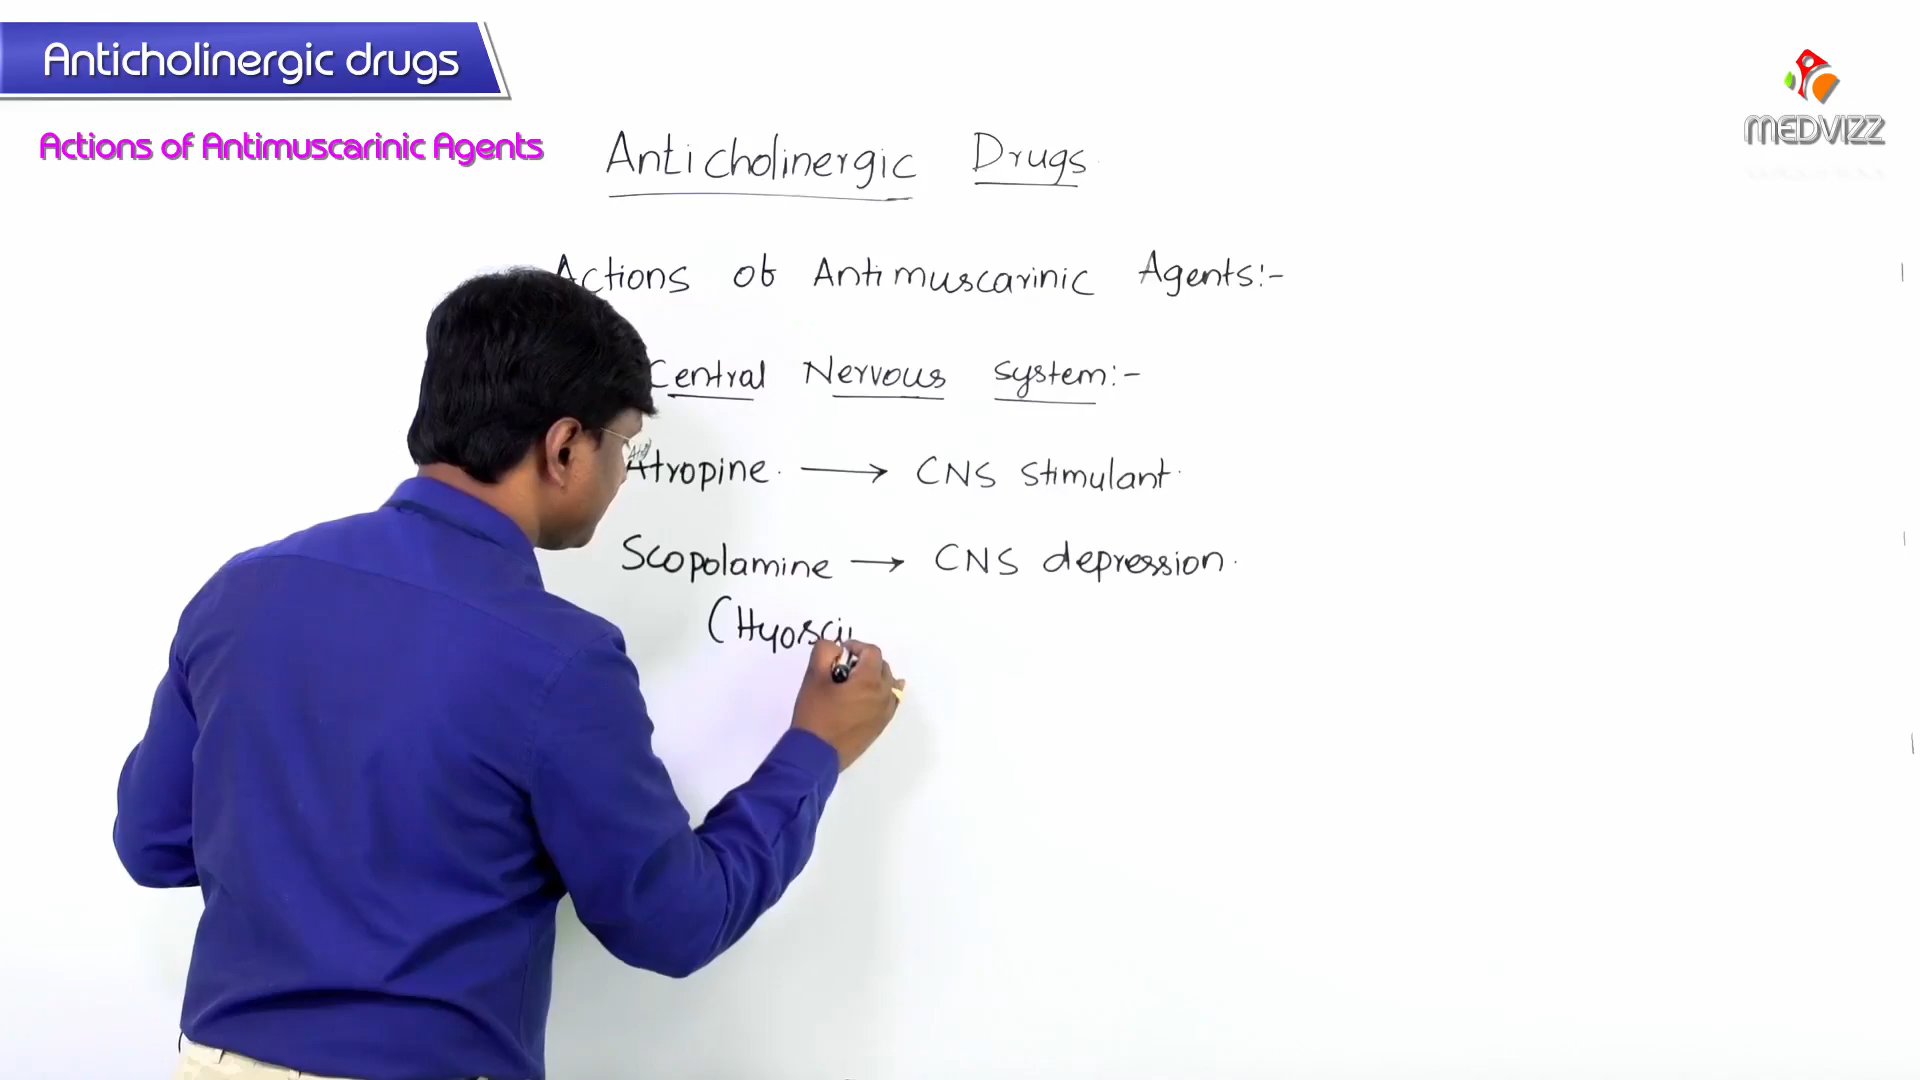 Anticholinergic drugs
Actions of Antimuscarinic Agents
MEDVIZZ
Anticholinergic Drugs
Actions of Antimuscarinic Agents:-
Central Nervous System:-
Atropine. → CNS Stimulant.
Scopolamine → CNS depression.
(Hyosci